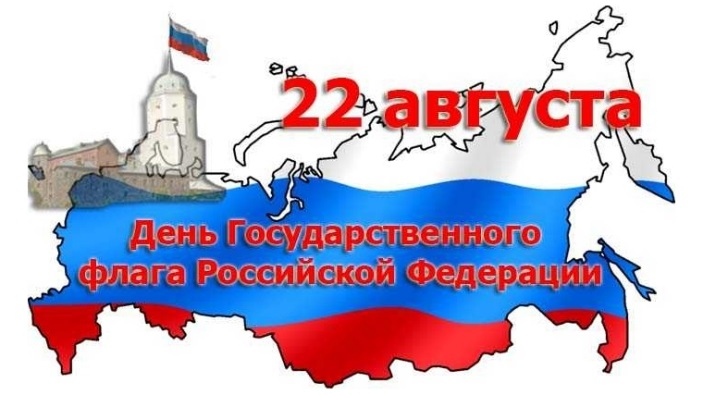 22 августа
День Государственного
флага Российской Федерации